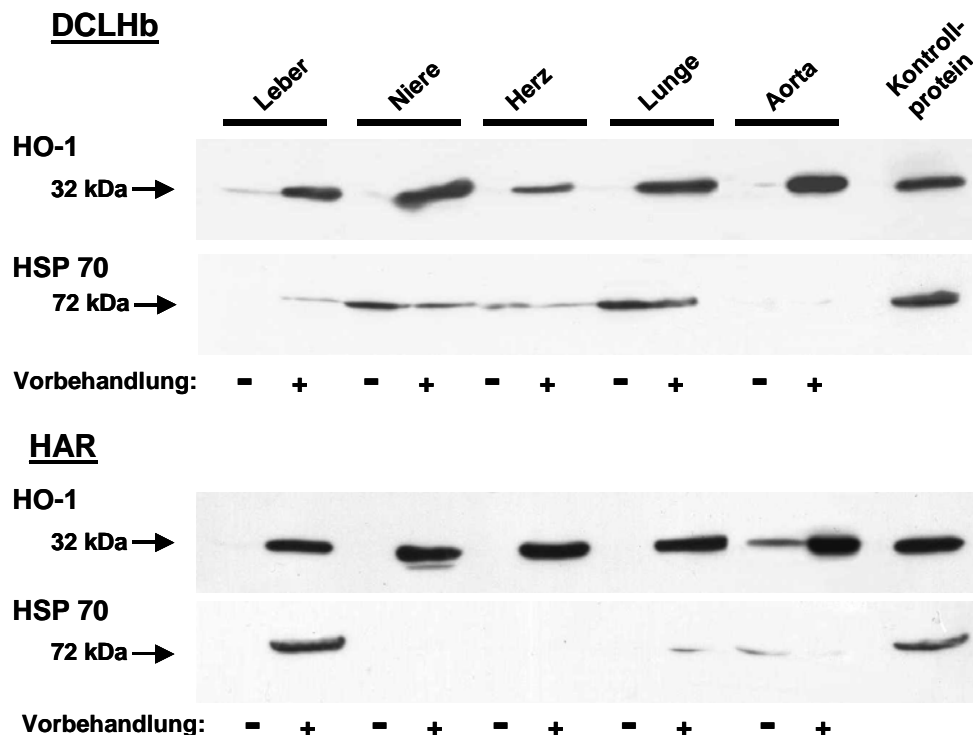 DCLHb
Leber Niere Herz Lunge Aorta Kontroll-
protein
HO-1
32 kDa
HSP 70
72 kDa
Vorbehandlung: - + - + - + - + - +
HAR
HO-1
32 kDa
HSP 70
72 kDa
Vorbehandlung: - + - + - + - + - +